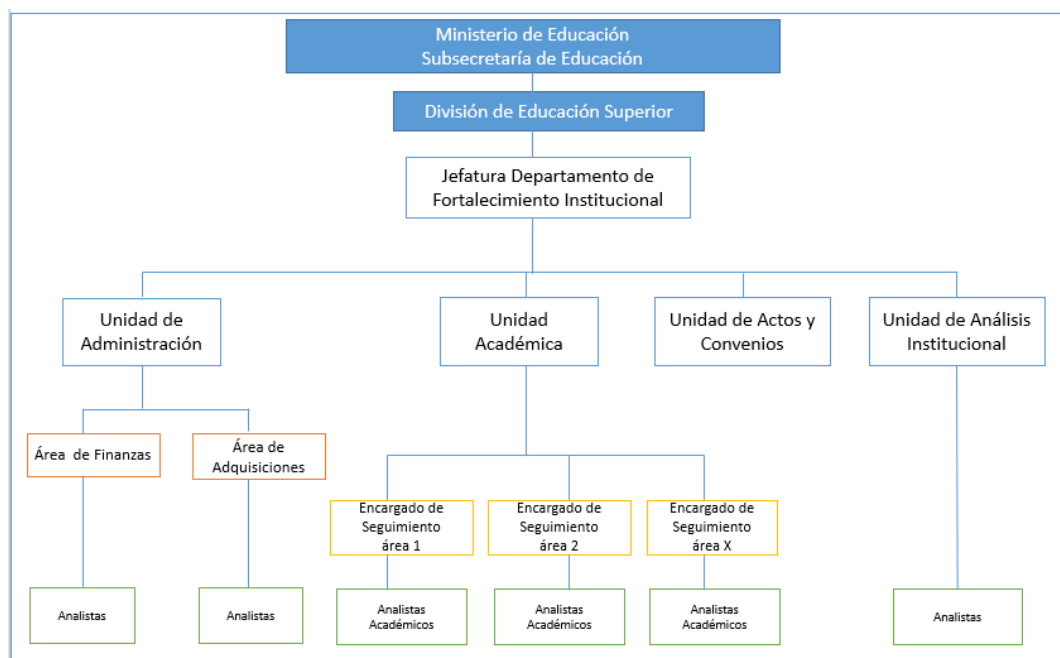 Ministerio de Educación
Subsecretaría de Educación
División de Educación Superior
Jefatura Departamento de
Fortalecimiento Institucional
Unidad de
Administración
Unidad
Académica
Unidad de Actos y
Convenios
Unidad de Análisis
Institucional
Área de Finanzas
Área de
Adquisiciones
Encargado de
Seguimiento
área 1
Encargado de
Seguimiento
área 2
Encargado de
Seguimiento
área X
Analistas
Analistas
Analistas
Académicos
Analistas
Académicos
Analistas
Académicos
Analistas